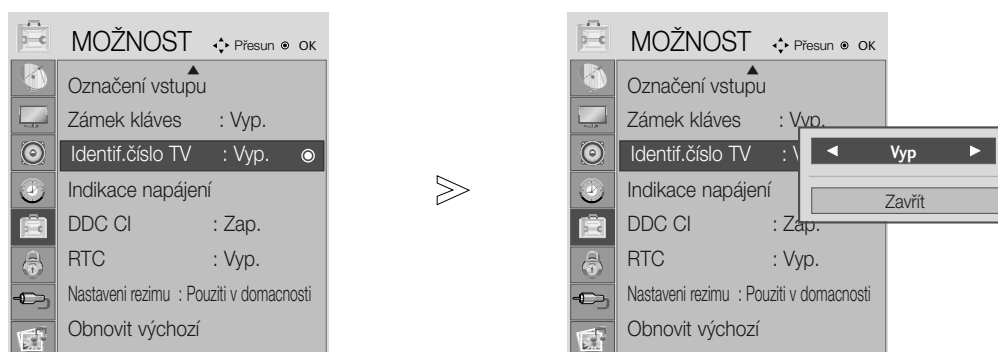 MOŽNOST Přesun OK
Označení vstupu
Zámek kláves : Vyp.
Identif.číslo TV : Vyp.
Indikace napájení
DDC CI : Zap.
RTC : Vyp.
Nastaveni rezimu : Pouziti v domacnosti
Obnovit výchozí
MOŽNOST Přesun OK
Označení vstupu
Zámek kláves : Vyp.
Identif.číslo TV :
Vyp
Indikace napájení
Zavřít
DDC CI : Zap.
RTC : Vyp.
Nastaveni rezimu : Pouziti v domacnosti
Obnovit výchozí